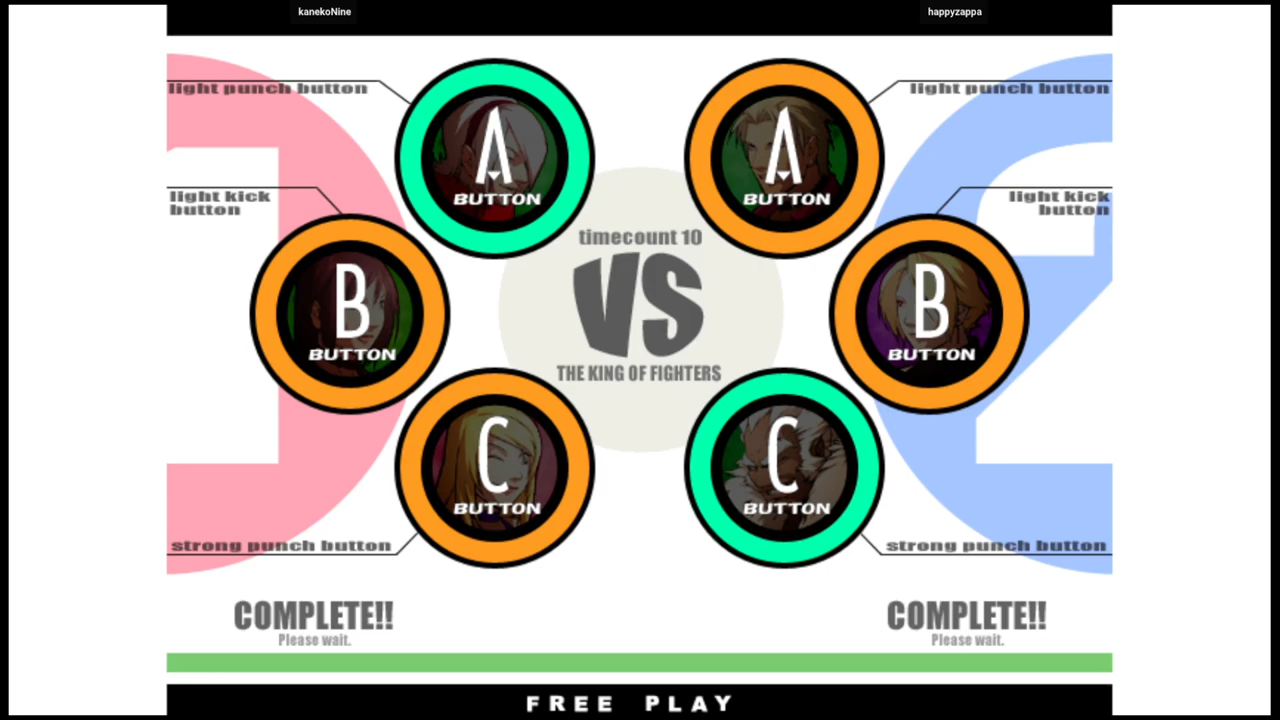 kanekoNine
happyzappa
light punch button
light punch button
A
BUTTON
A
BUTTON
light kick
button
light kick
button
timecount 10
VS
THE KING OF FIGHTERS
B
BUTTON
B
BUTTON
C
BUTTON
C
BUTTON
strong punch button
strong punch button
COMPLETE!!
Please wait.
COMPLETE!!
Please wait.
FREE PLAY
1
2